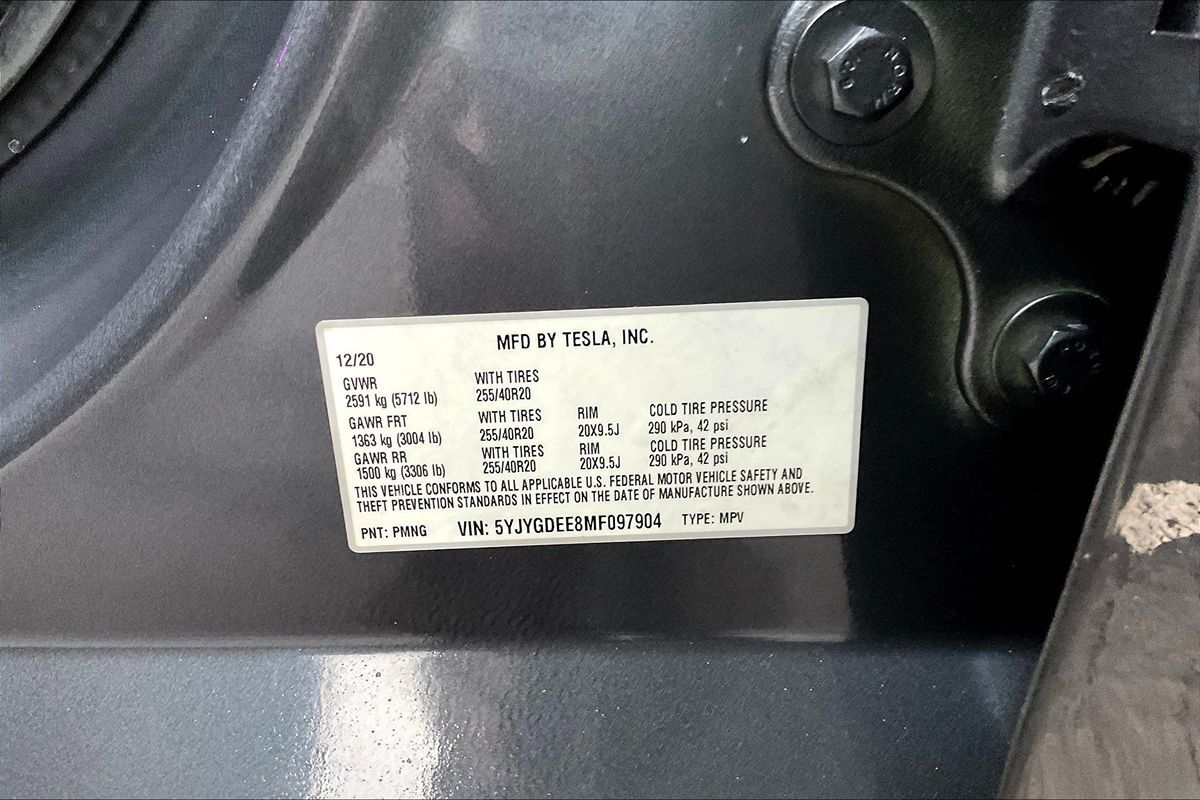 MFD BY TESLA, INC.
12/20
GVWR WITH TIRES
2591 kg (5712 lb) 255/40R20
GAWR FRT WITH TIRES RIM COLD TIRE PRESSURE
1363 kg (3004 lb) 255/40R20 20X9.5J 290 kPa, 42 psi
GAWR RR WITH TIRES RIM COLD TIRE PRESSURE
1500 kg (3306 lb) 255/40R20 20X9.5J 290 kPa, 42 psi
THIS VEHICLE CONFORMS TO ALL APPLICABLE U.S. FEDERAL MOTOR VEHICLE SAFETY AND
THEFT PREVENTION STANDARDS IN EFFECT ON THE DATE OF MANUFACTURE SHOWN ABOVE.
PNT: PMNG VIN: 5YJYGDEE8MF097904 TYPE: MPV